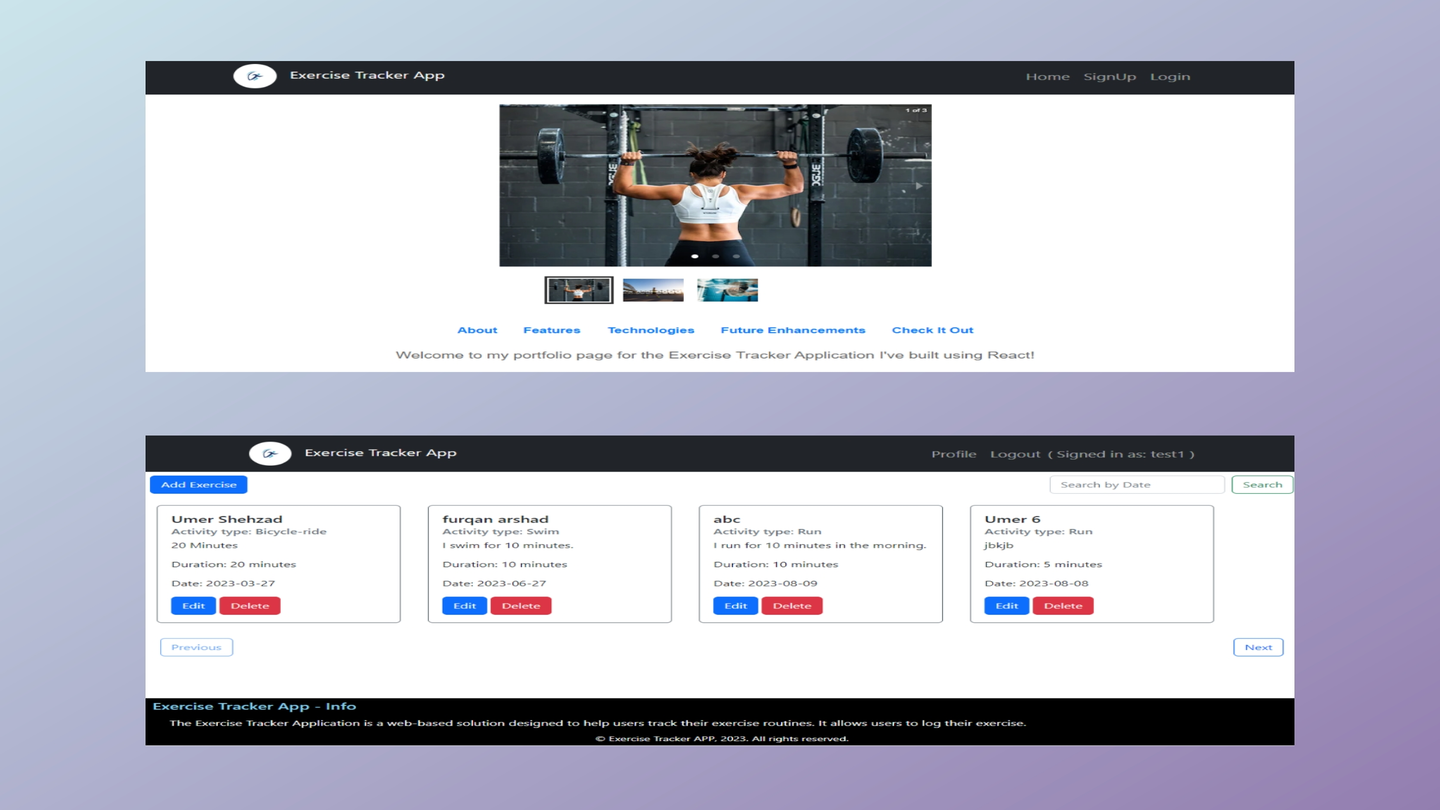 Exercise Tracker App
Home SignUp Login
1 of 3
About Features Technologies Future Enhancements Check It Out
Welcome to my portfolio page for the Exercise Tracker Application I've built using React!
Exercise Tracker App
Profile Logout ( Signed in as: test1 )
Add Exercise
Search by Date Search
Umer Shehzad
Activity type: Bicycle-ride
20 Minutes
Duration: 20 minutes
Date: 2023-03-27
Edit Delete
furqan arshad
Activity type: Swim
I swim for 10 minutes.
Duration: 10 minutes
Date: 2023-06-27
Edit Delete
abc
Activity type: Run
I run for 10 minutes in the morning.
Duration: 10 minutes
Date: 2023-08-09
Edit Delete
Umer 6
Activity type: Run
jbkjb
Duration: 5 minutes
Date: 2023-08-08
Edit Delete
Previous
Next
Exercise Tracker App - Info
The Exercise Tracker Application is a web-based solution designed to help users track their exercise routines. It allows users to log their exercise.
© Exercise Tracker APP, 2023. All rights reserved.